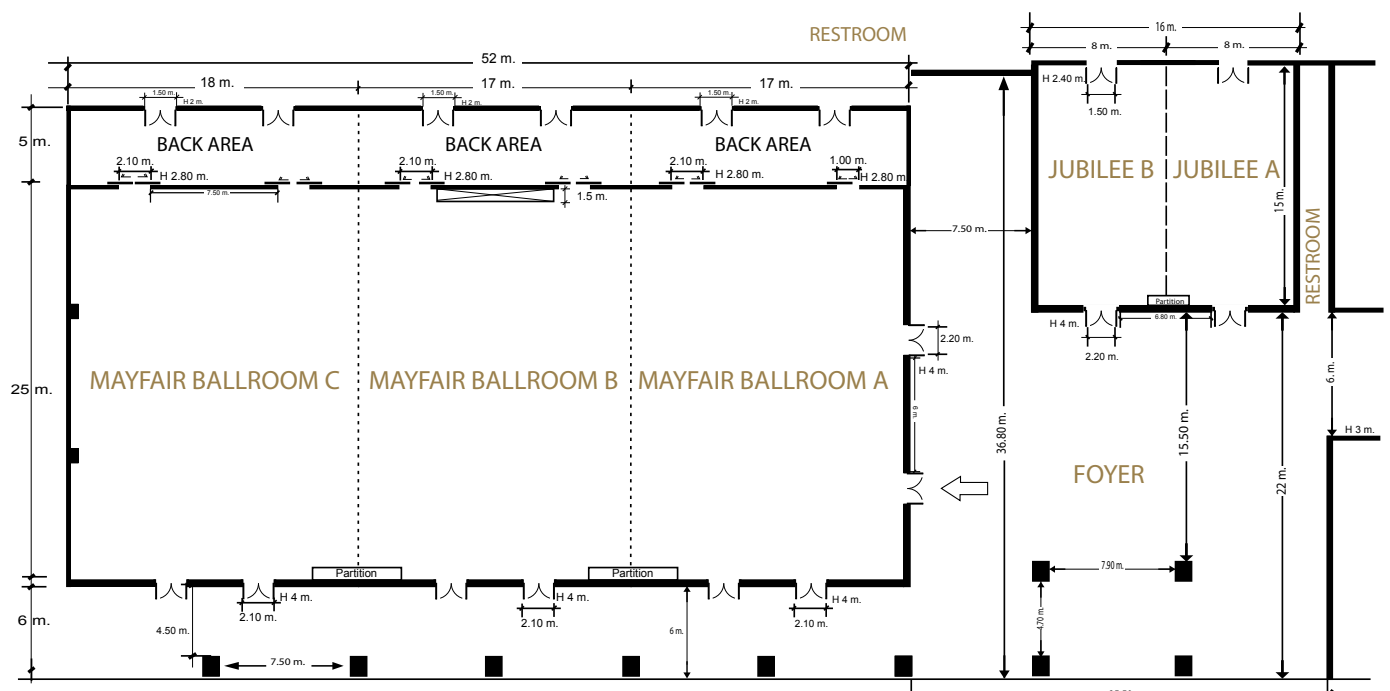 RESTROOM
16 m.
8 m.
8 m.
52 m.
18 m.
17 m.
17 m.
1.50 m.
H 2 m.
1.50 m.
H 2 m.
1.50 m.
H 2 m.
H 2.40 m.
1.50 m.
5 m.
BACK AREA
BACK AREA
BACK AREA
2.10 m.
H 2.80 m.
2.10 m.
H 2.80 m.
2.10 m.
H 2.80 m.
1.00 m.
H 2.80 m.
7.50 m.
1.5 m.
JUBILEE B
JUBILEE A
15 m.
RESTROOM
7.50 m.
Partition
H 4 m.
6.80 m.
2.20 m.
2.20 m.
H 4 m.
25 m.
MAYFAIR BALLROOM C
MAYFAIR BALLROOM B
MAYFAIR BALLROOM A
6 m.
36.80 m.
15.50 m.
6. m.
H 3 m.
FOYER
22 m.
Partition
Partition
7.90 m.
H 4 m.
2.10 m.
H 4 m.
2.10 m.
H 4 m.
2.10 m.
6 m.
4.50 m.
6 m.
4.70 m.
7.50 m.